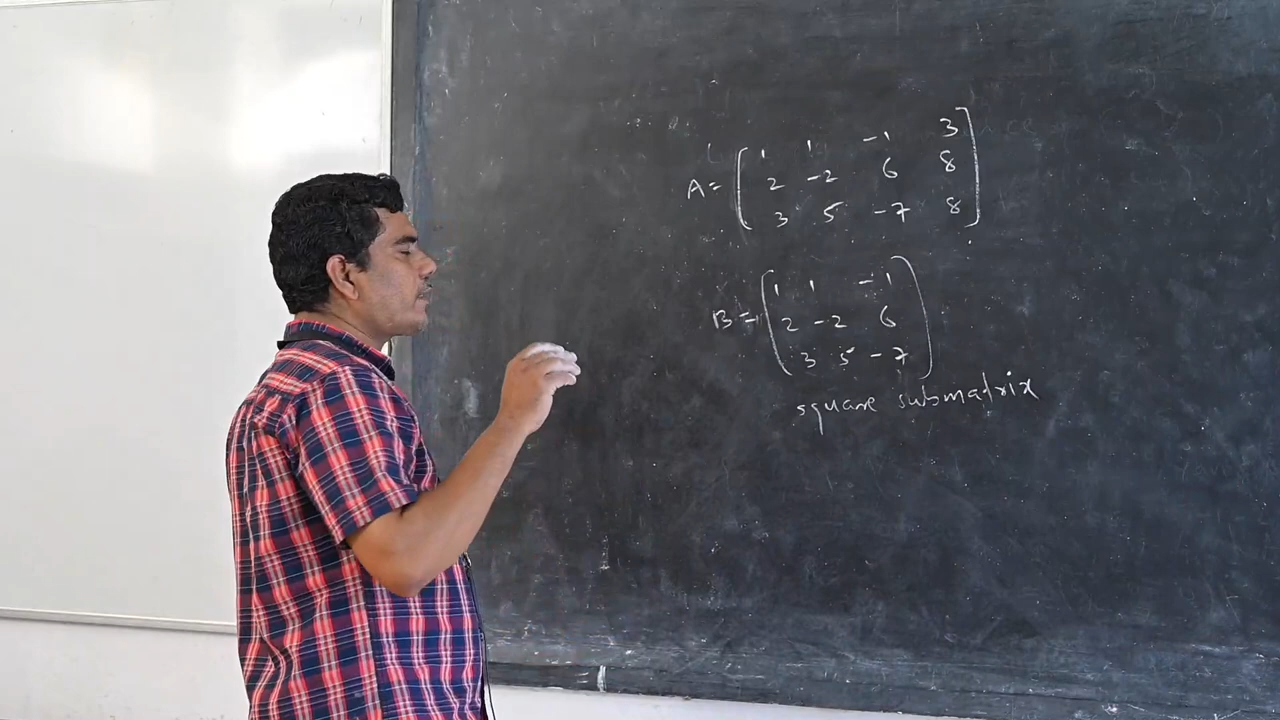 A = [ 1 1 -1 3
2 -2 6 8
3 5 -7 8 ]
B = ( 1 1 -1
2 -2 6
3 5 -7 )
square submatrix